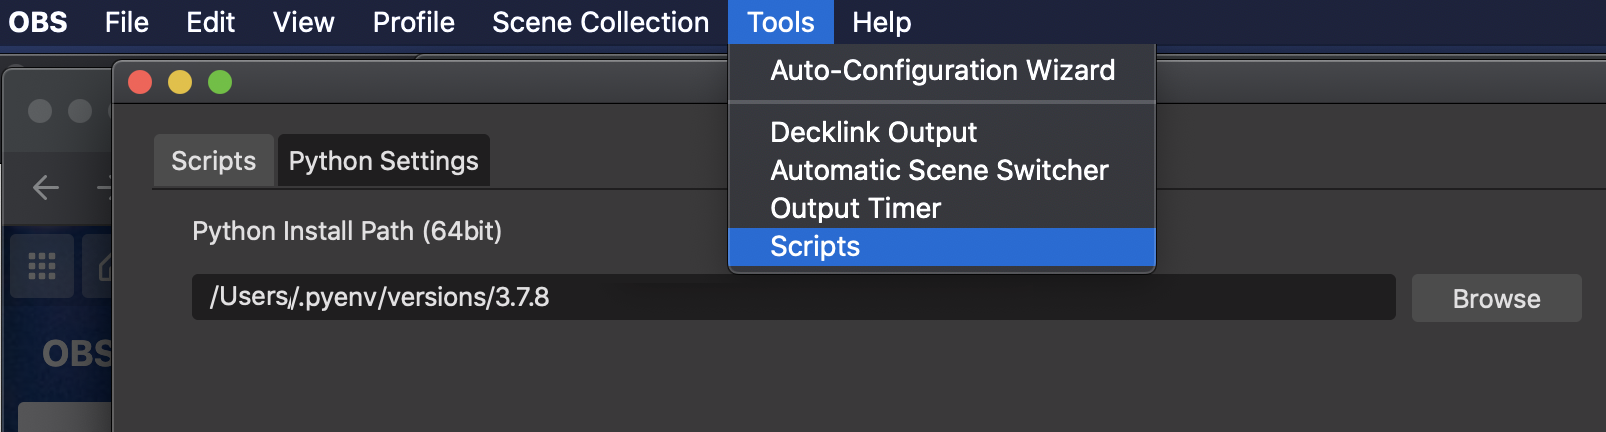 OBS File Edit View Profile Scene Collection Tools Help
Auto-Configuration Wizard
Decklink Output
Automatic Scene Switcher
Output Timer
Scripts
Scripts Python Settings
Python Install Path (64bit)
/Users//.pyenv/versions/3.7.8 Browse
OBS